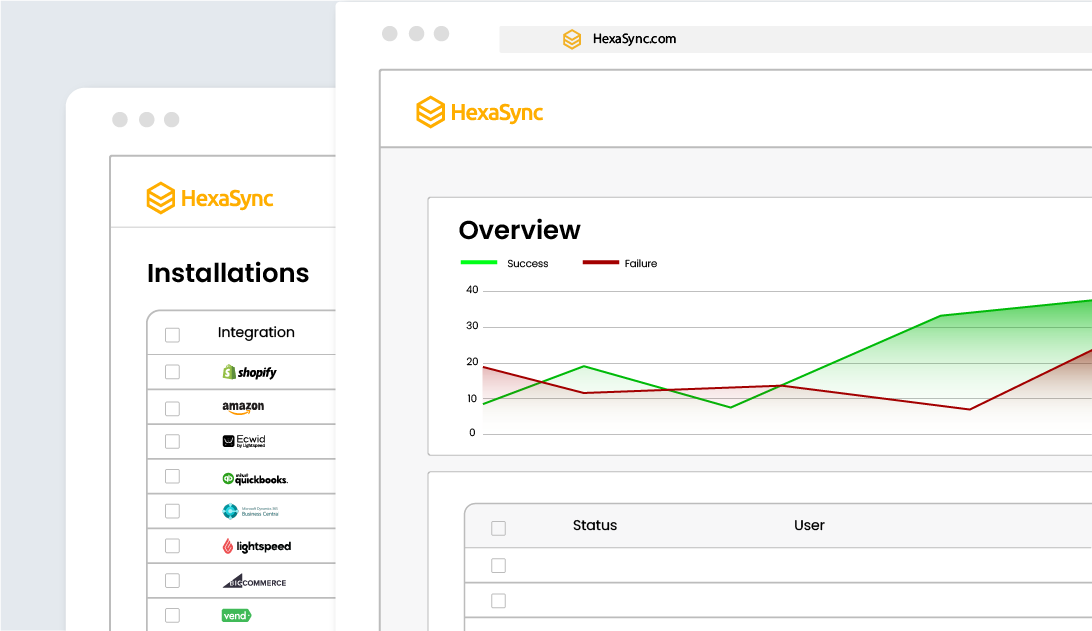 HexaSync.com
HexaSync
Overview
Success
Failure
40
30
20
10
0
Status
User
HexaSync
Installations
Integration
shopify
amazon
Ecwid
by Lightspeed
intuit
quickbooks.
Microsoft Dynamics 365
Business Central
lightspeed
BIGCOMMERCE
vend